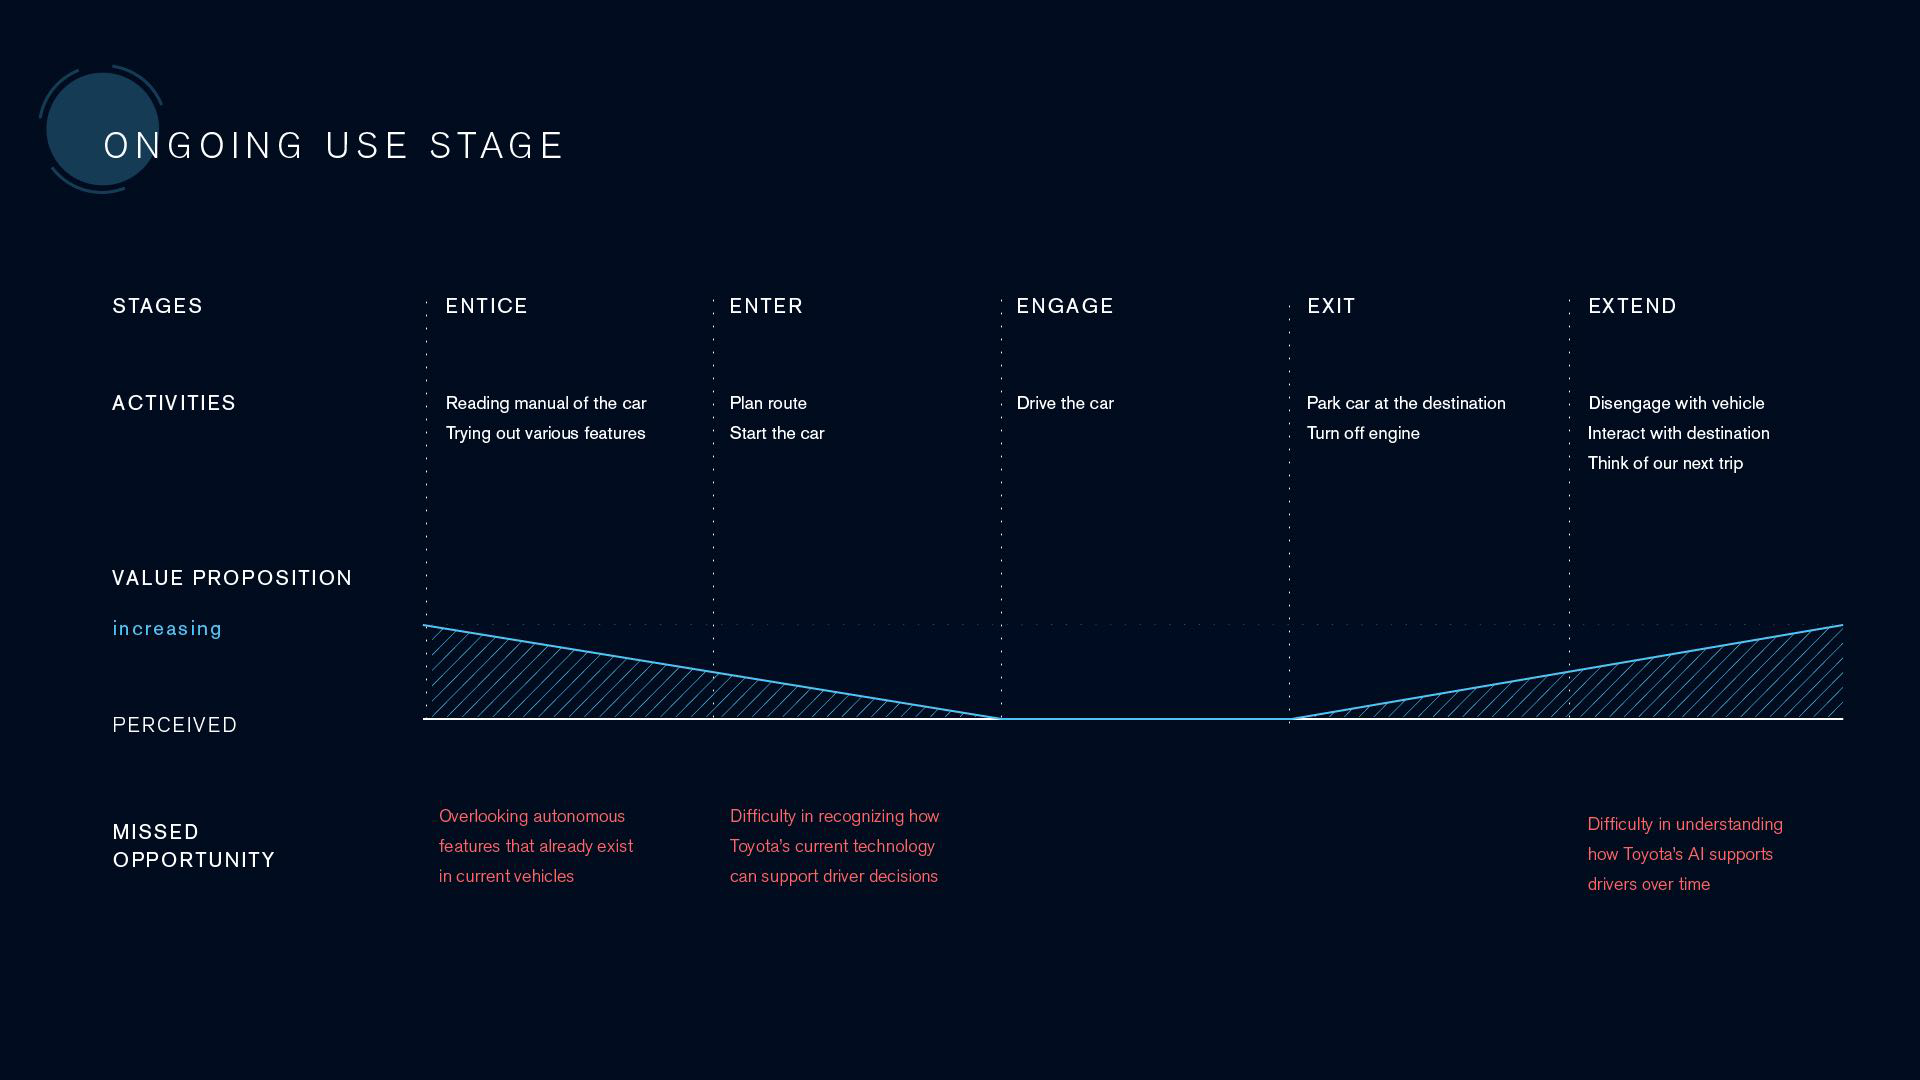 ONGOING USE STAGE
STAGES
ENTICE
ENTER
ENGAGE
EXIT
EXTEND
ACTIVITIES
Reading manual of the car
Trying out various features
Plan route
Start the car
Drive the car
Park car at the destination
Turn off engine
Disengage with vehicle
Interact with destination
Think of our next trip
VALUE PROPOSITION
increasing
PERCEIVED
MISSED
OPPORTUNITY
Overlooking autonomous
features that already exist
in current vehicles
Difficulty in recognizing how
Toyota's current technology
can support driver decisions
Difficulty in understanding
how Toyota's AI supports
drivers over time